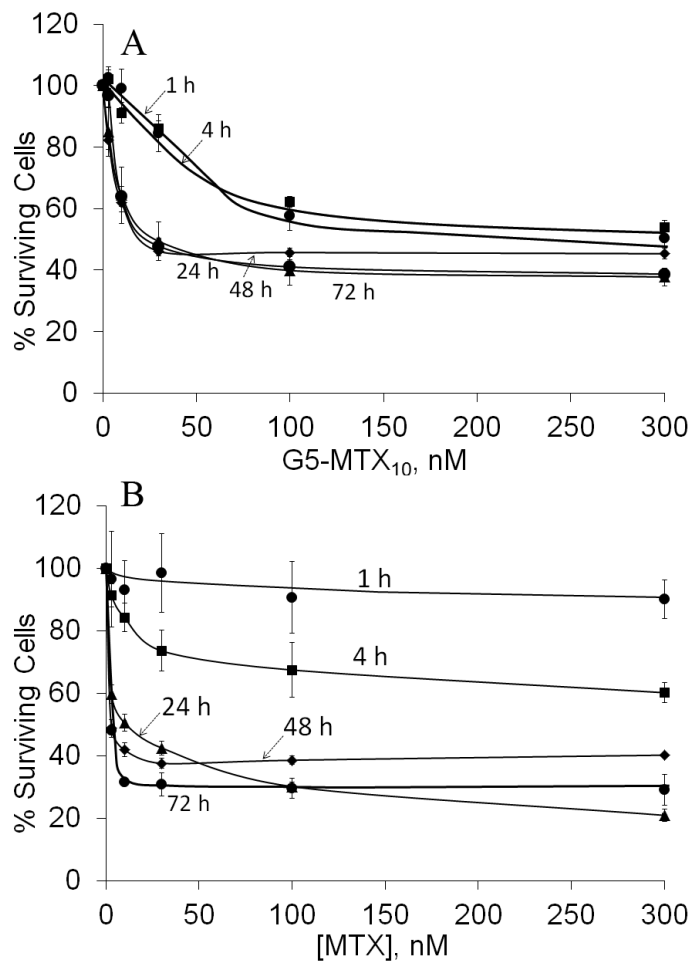 A
120
100
80
60
40
20
0
% Surviving Cells
1 h
4 h
24 h
48 h
72 h
0 50 100 150 200 250 300
G5-MTX₁₀, nM
B
120
100
80
60
40
20
0
% Surviving Cells
1 h
4 h
24 h
48 h
72 h
0 50 100 150 200 250 300
[MTX], nM